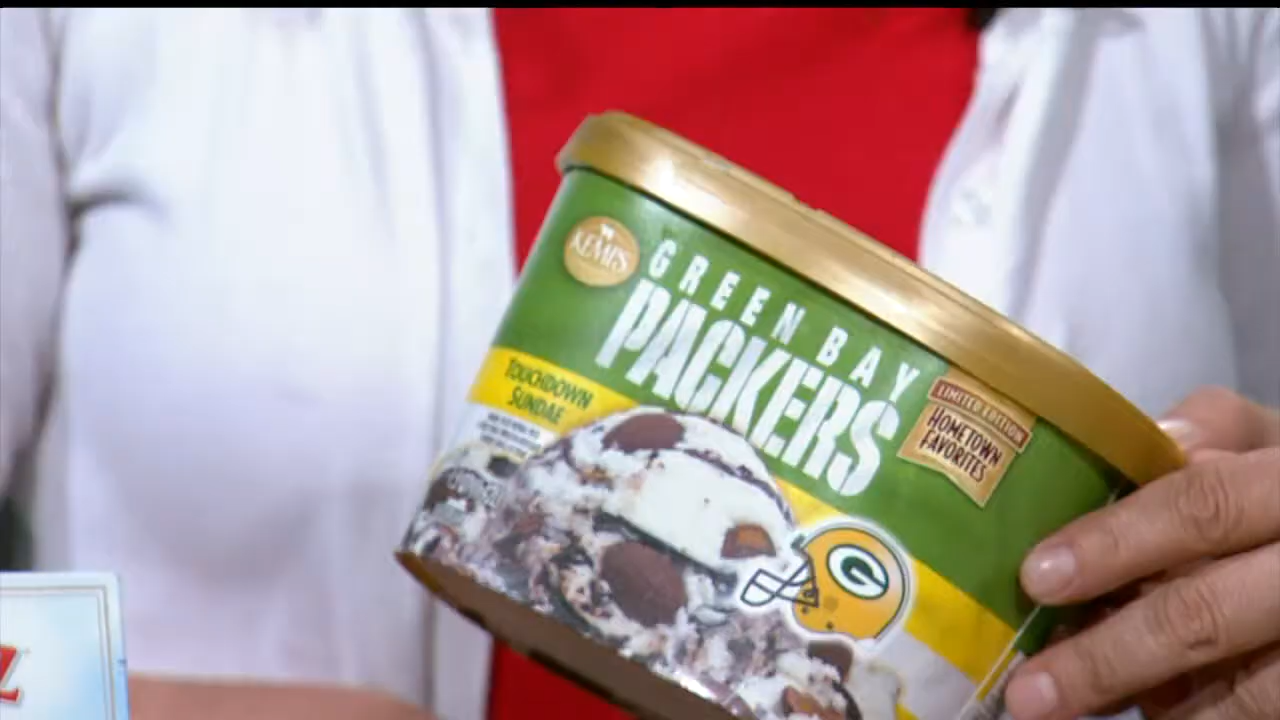 KEMPS
GREEN BAY
PACKERS
TOUCHDOWN
SUNDAE
LIMITED EDITION
HOMETOWN
FAVORITES
G
Z